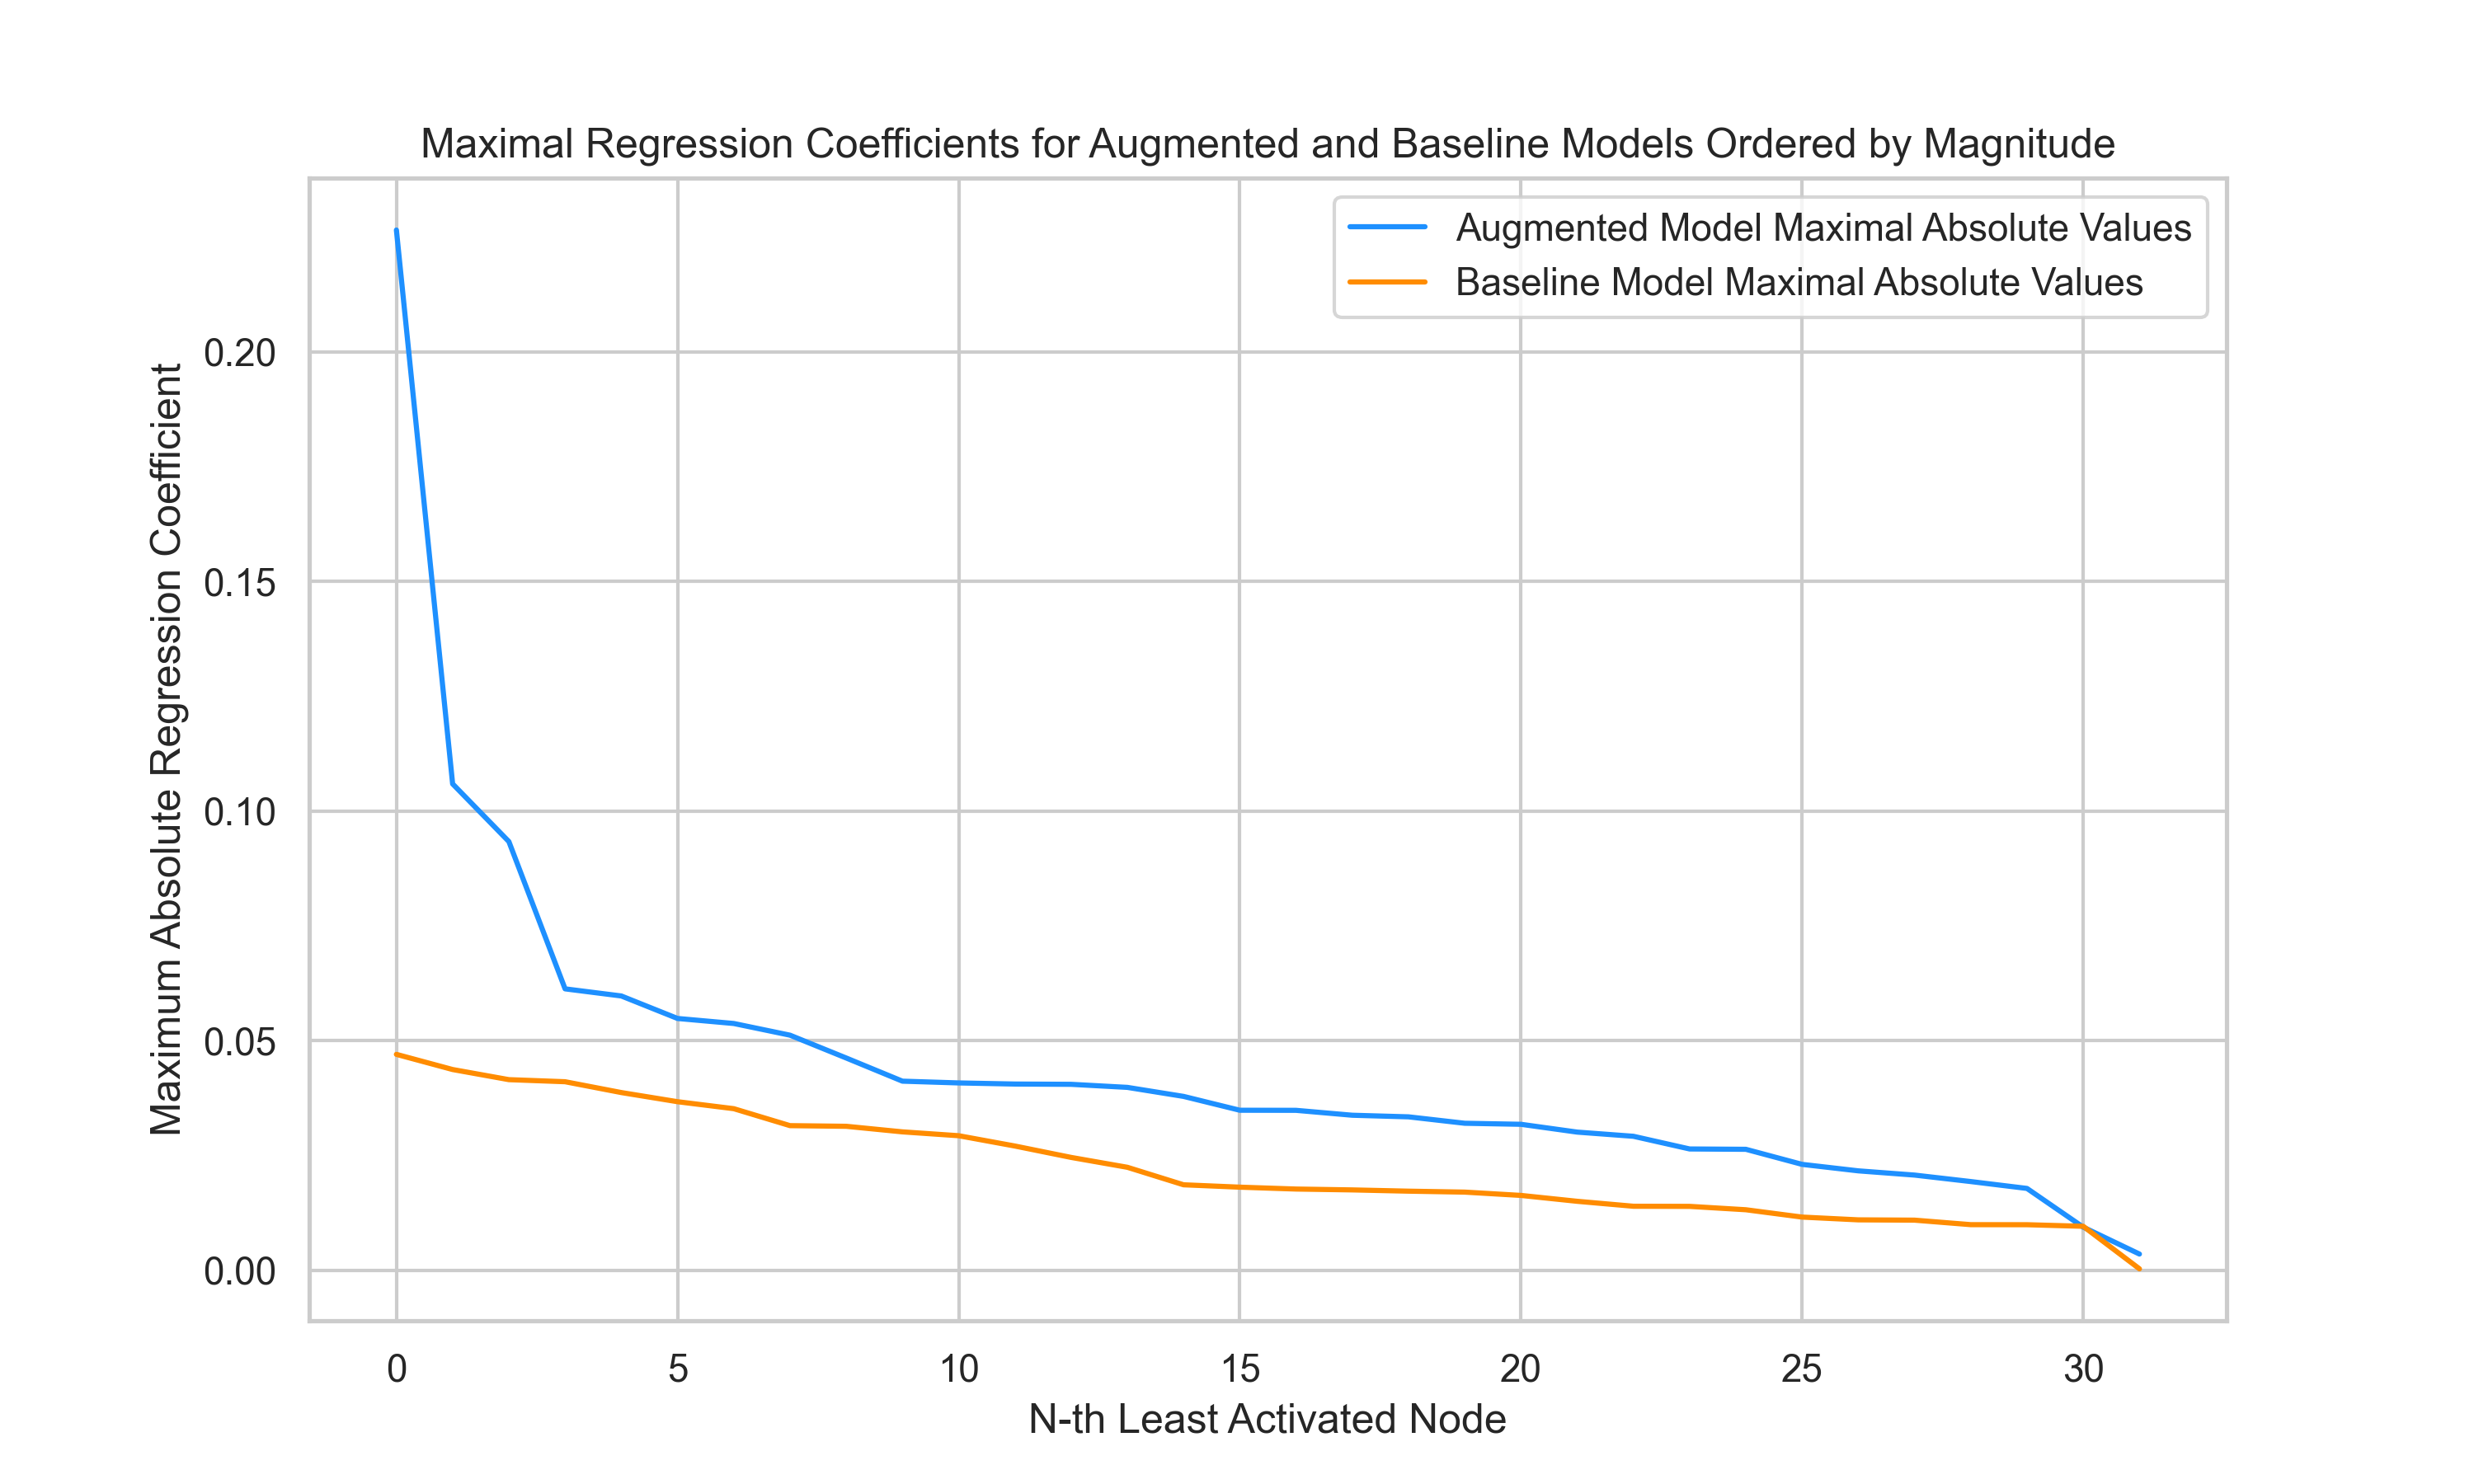 Maximal Regression Coefficients for Augmented and Baseline Models Ordered by Magnitude
Augmented Model Maximal Absolute Values
Baseline Model Maximal Absolute Values
Maximum Absolute Regression Coefficient
0.20
0.15
0.10
0.05
0.00
0 5 10 15 20 25 30
N-th Least Activated Node